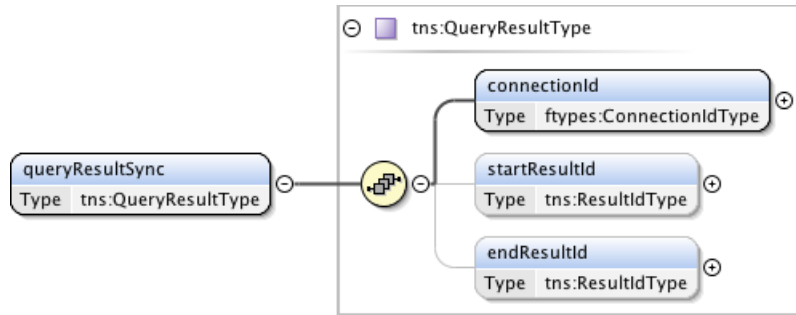 tns:QueryResultType
connectionId
Type ftypes:ConnectionIdType
queryResultSync
Type tns:QueryResultType
startResultId
Type tns:ResultIdType
endResultId
Type tns:ResultIdType